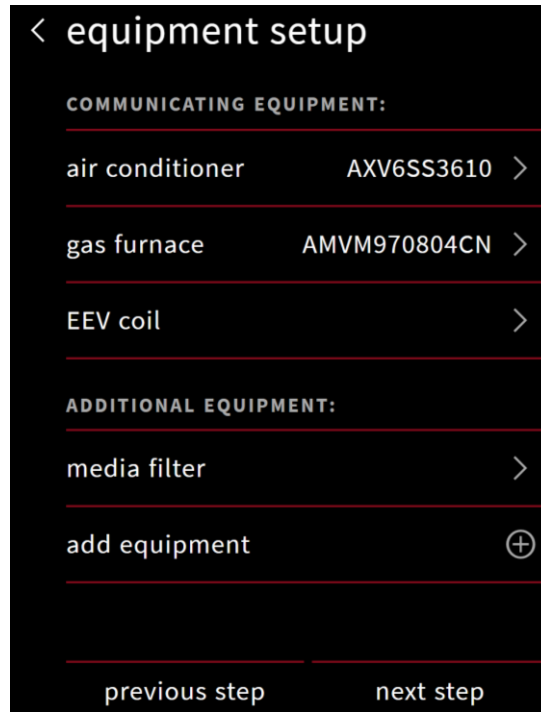 equipment setup
COMMUNICATING EQUIPMENT:
air conditioner AXV6SS3610
gas furnace AMVM970804CN
EEV coil
ADDITIONAL EQUIPMENT:
media filter
add equipment
previous step next step